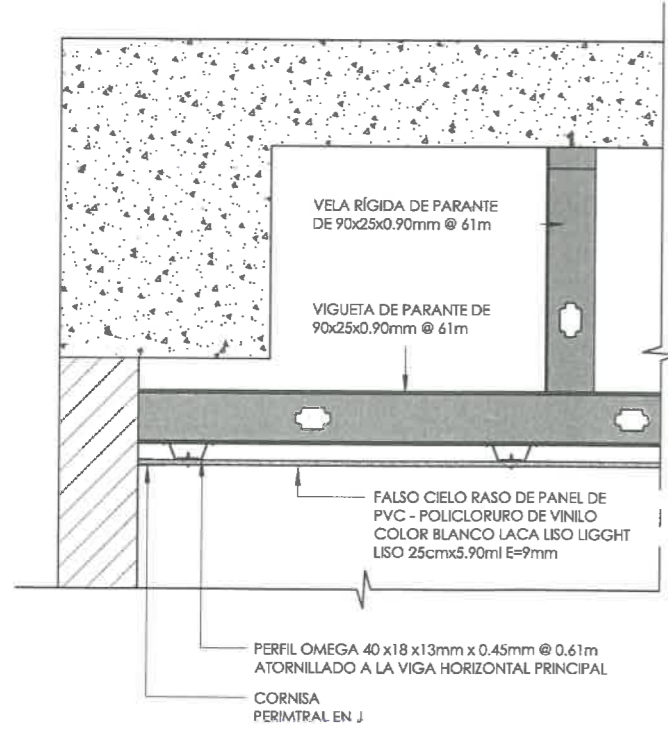 VELA RÍGIDA DE PARANTE
DE 90x25x0.90mm @ 61m
VIGUETA DE PARANTE DE
90x25x0.90mm @ 61m
FALSO CIELO RASO DE PANEL DE
PVC - POLICLORURO DE VINILO
COLOR BLANCO LACA LISO LIGGHT
LISO 25cmx5.90ml E=9mm
PERFIL OMEGA 40 x18 x13mm x 0.45mm @ 0.61m
ATORNILLADO A LA VIGA HORIZONTAL PRINCIPAL
CORNISA
PERIMTRAL EN J